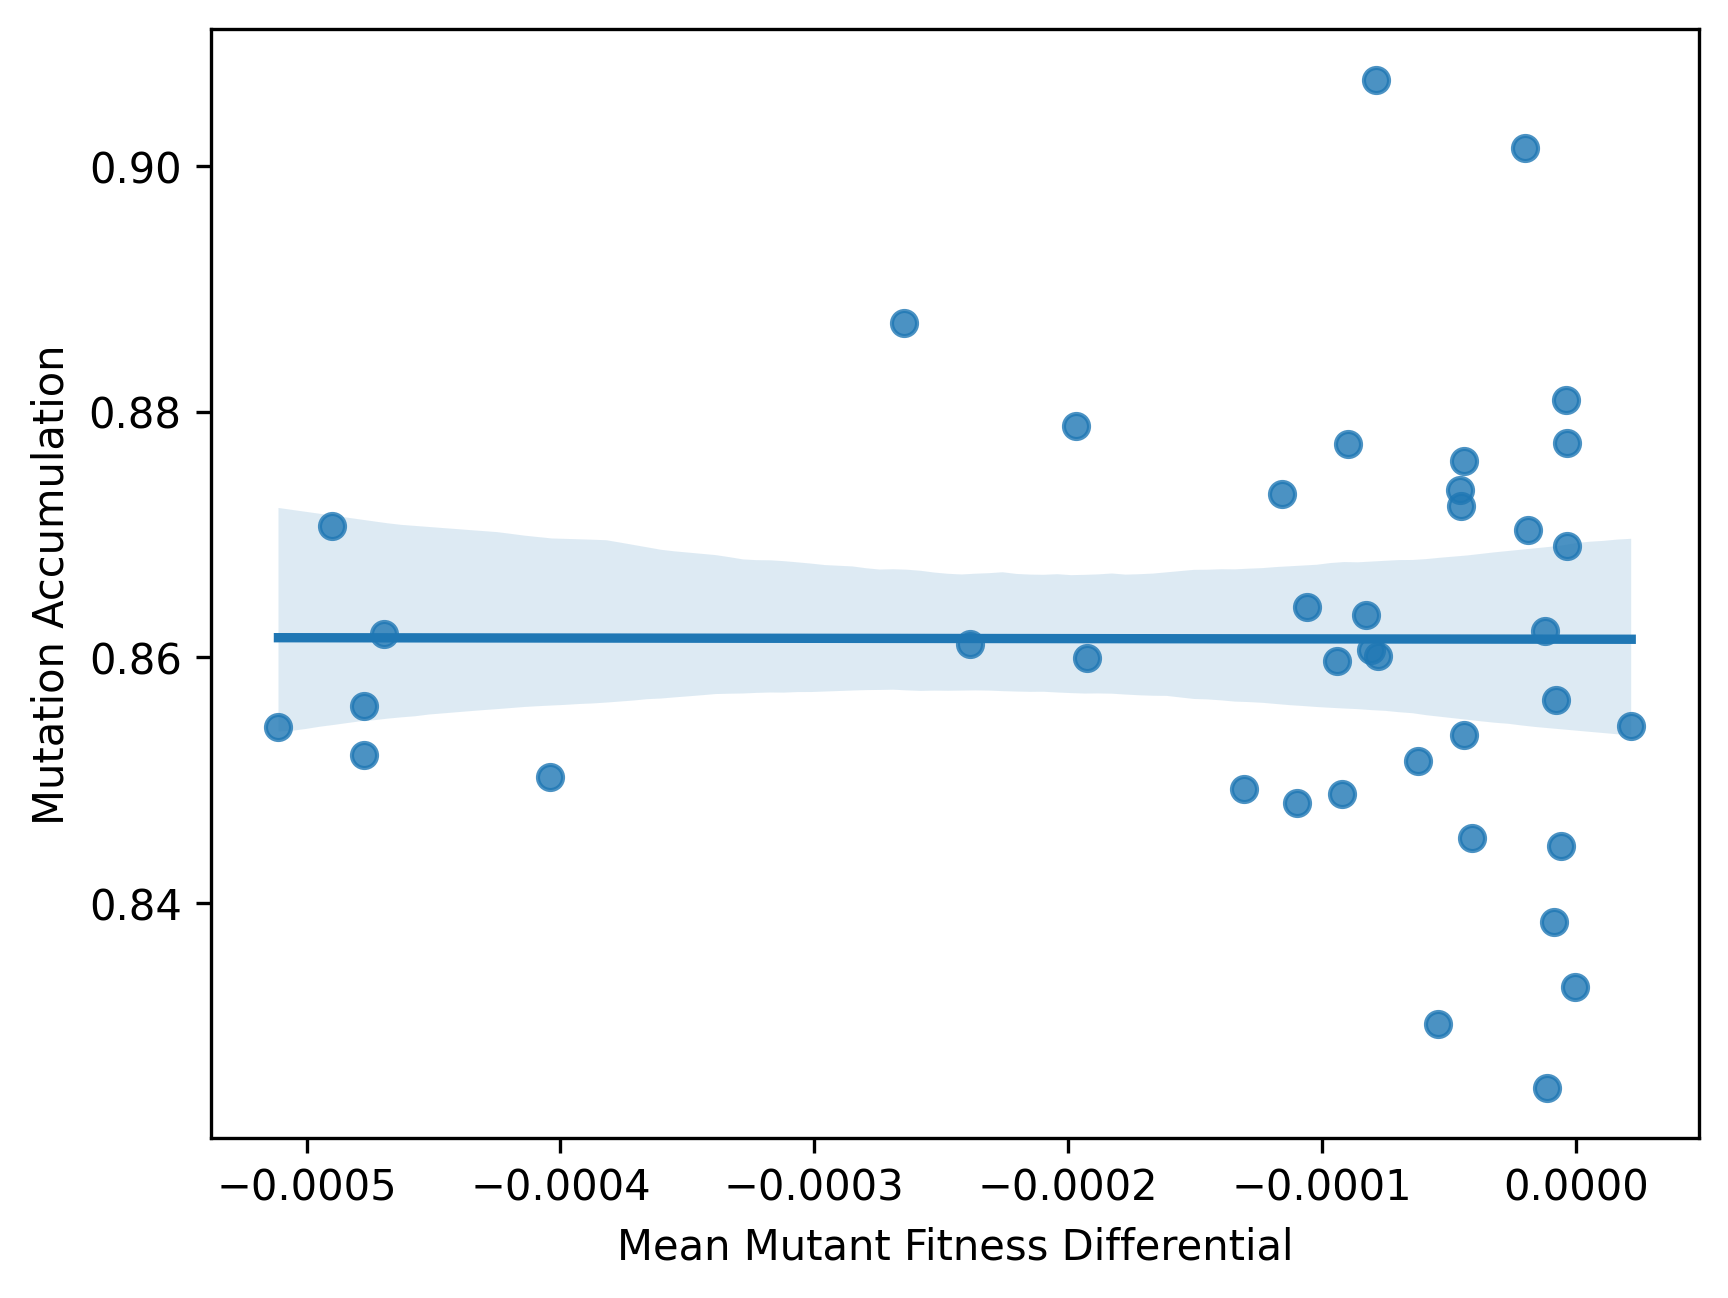 0.90
0.88
0.86
0.84
Mutation Accumulation
−0.0005 −0.0004 −0.0003 −0.0002 −0.0001 0.0000
Mean Mutant Fitness Differential